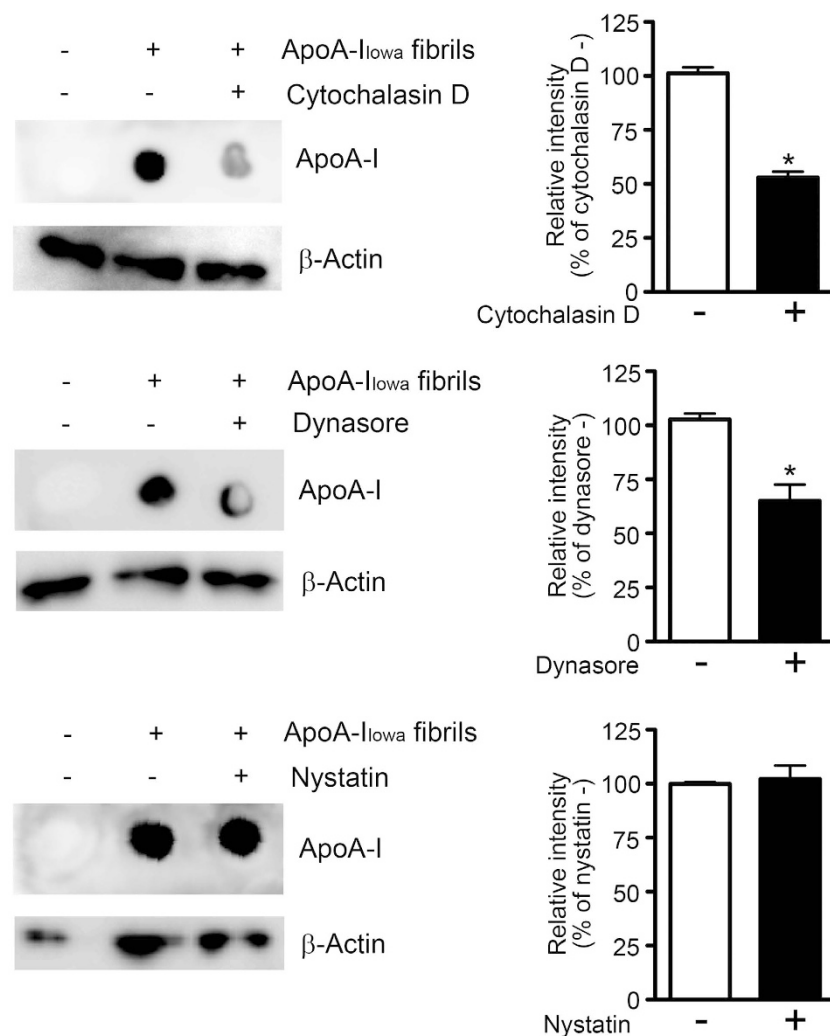 - + + ApoA-IIowa fibrils
- - + Cytochalasin D
ApoA-I
β-Actin
Relative intensity
(% of cytochalasin D -)
125
100
75
50
25
0
*
Cytochalasin D - +
- + + ApoA-IIowa fibrils
- - + Dynasore
ApoA-I
β-Actin
Relative intensity
(% of dynasore -)
125
100
75
50
25
0
*
Dynasore - +
- + + ApoA-IIowa fibrils
- - + Nystatin
ApoA-I
β-Actin
Relative intensity
(% of nystatin -)
125
100
75
50
25
0
Nystatin - +